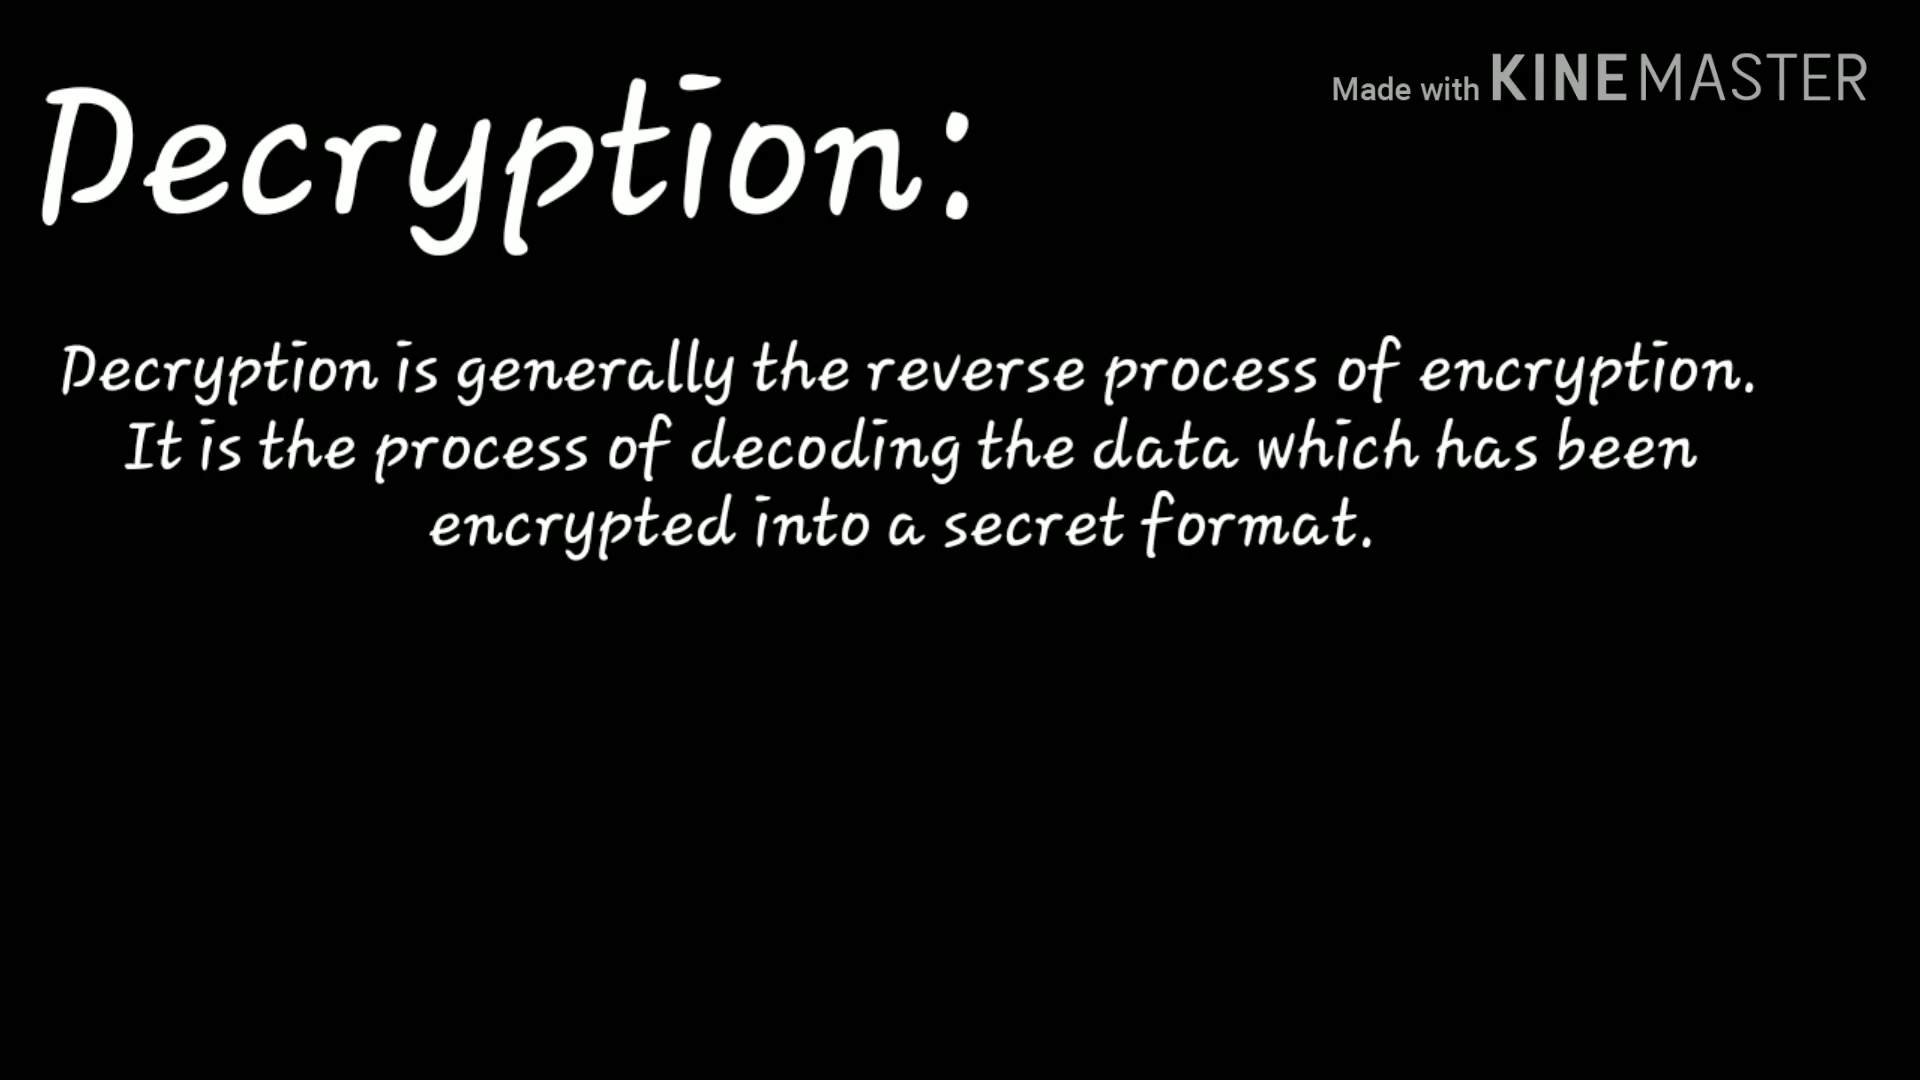 Made with KINEMASTER
Decryption:
Decryption is generally the reverse process of encryption.
It is the process of decoding the data which has been
encrypted into a secret format.